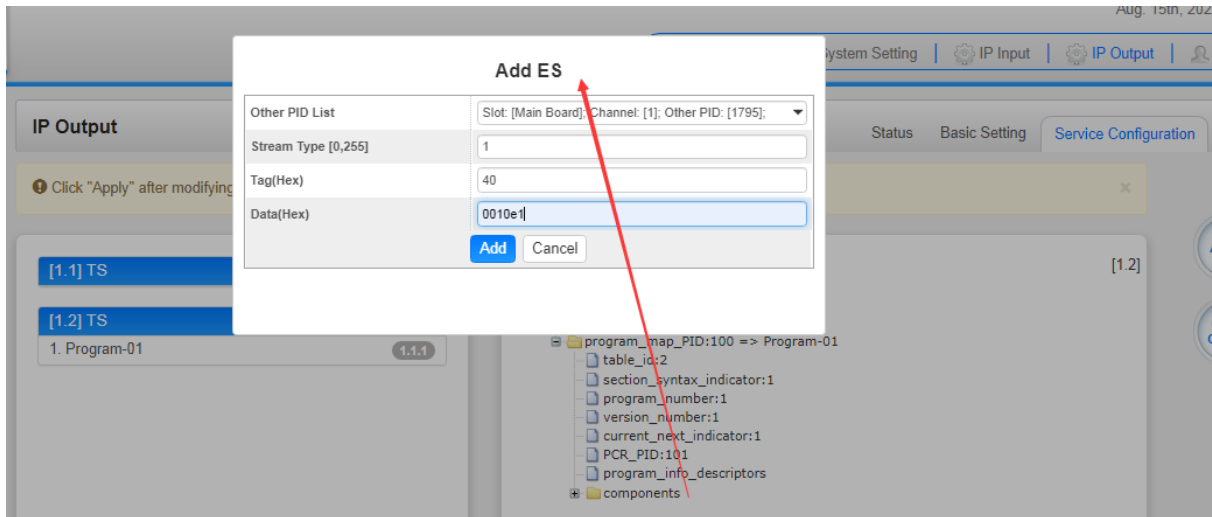 Aug. 15th, 202
System Setting | IP Input | IP Output |
Add ES
Other PID List
Slot: [Main Board]; Channel: [1]; Other PID: [1795];
Stream Type [0,255]
1
Tag(Hex)
40
Data(Hex)
0010e1
Add Cancel
IP Output
Status Basic Setting Service Configuration
Click "Apply" after modifying
[1.1] TS
[1.2] TS
1. Program-01 1.1.1
[1.2]
program_map_PID:100 => Program-01
table_id:2
section_syntax_indicator:1
program_number:1
version_number:1
current_next_indicator:1
PCR_PID:101
program_info_descriptors
components